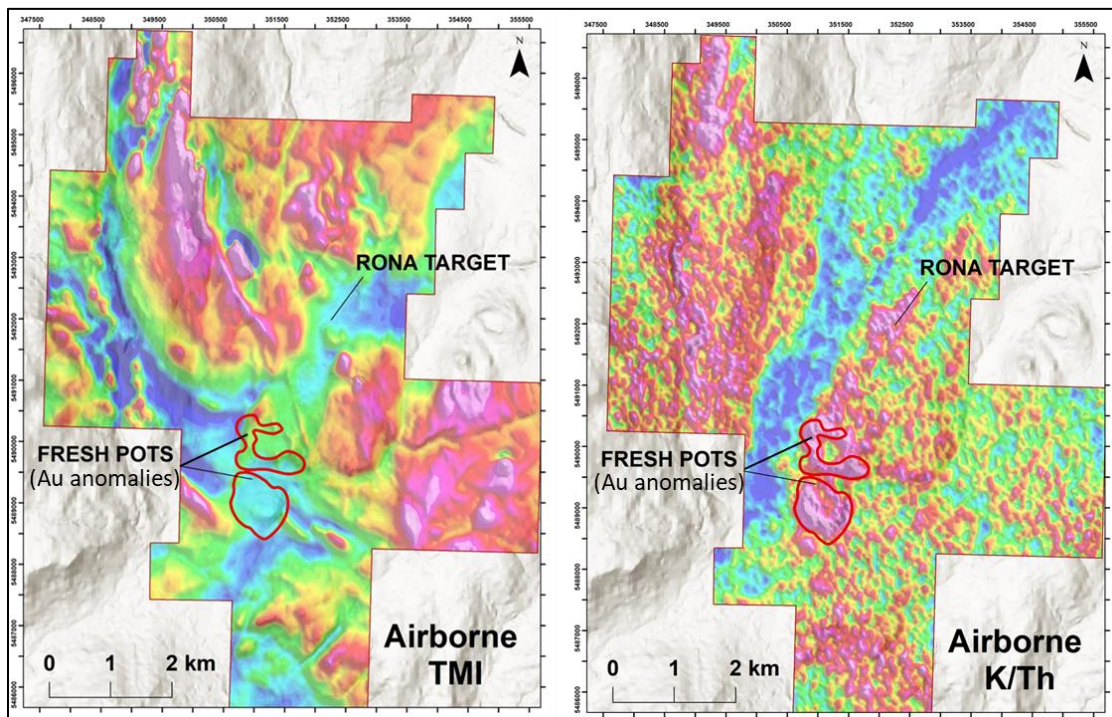 347500 348500 349500 350500 351500 352500 353500 354500 355500
N
5496000
5495000
5494000
5493000
5492000
5491000
5490000
5489000
5488000
5487000
5486000
RONA TARGET
FRESH POTS
(Au anomalies)
Airborne
TMI
0 1 2 km
347500 348500 349500 350500 351500 352500 353500 354500 355500
N
5496000
5495000
5494000
5493000
5492000
5491000
5490000
5489000
5488000
5487000
5486000
RONA TARGET
FRESH POTS
(Au anomalies)
Airborne
K/Th
0 1 2 km